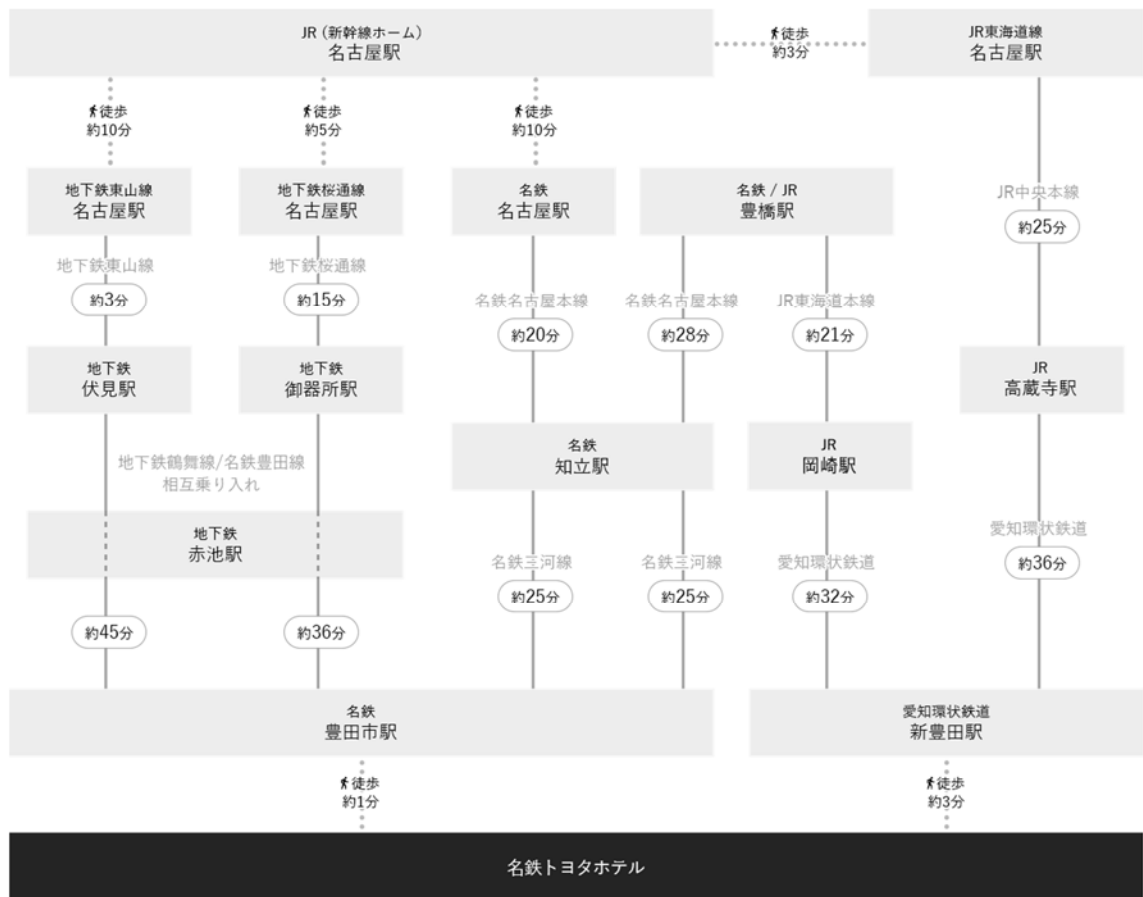 JR (新幹線ホーム)
名古屋駅
徒歩
約3分
JR東海道線
名古屋駅
徒歩
約10分
徒歩
約5分
徒歩
約10分
地下鉄東山線
名古屋駅
地下鉄桜通線
名古屋駅
名鉄
名古屋駅
名鉄 / JR
豊橋駅
JR中央本線
約25分
地下鉄東山線
約3分
地下鉄桜通線
約15分
名鉄名古屋本線
約20分
名鉄名古屋本線
約28分
JR東海道本線
約21分
地下鉄
伏見駅
地下鉄
御器所駅
JR
高蔵寺駅
名鉄
知立駅
JR
岡崎駅
地下鉄鶴舞線/名鉄豊田線
相互乗り入れ
地下鉄
赤池駅
名鉄三河線
約25分
名鉄三河線
約25分
愛知環状鉄道
約32分
愛知環状鉄道
約36分
約45分
約36分
名鉄
豊田市駅
愛知環状鉄道
新豊田駅
徒歩
約1分
徒歩
約3分
名鉄トヨタホテル